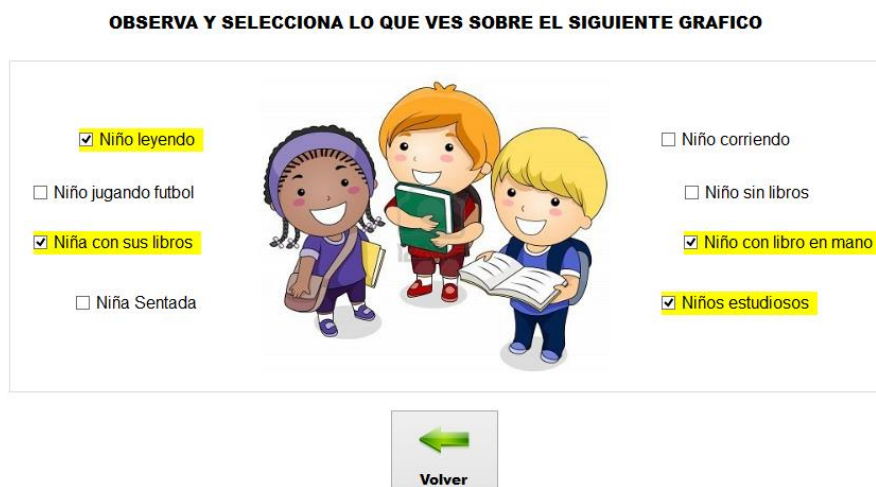 OBSERVA Y SELECCIONA LO QUE VES SOBRE EL SIGUIENTE GRAFICO
Niño leyendo
Niño jugando futbol
Niña con sus libros
Niña Sentada
Niño corriendo
Niño sin libros
Niño con libro en mano
Niños estudiosos
Volver